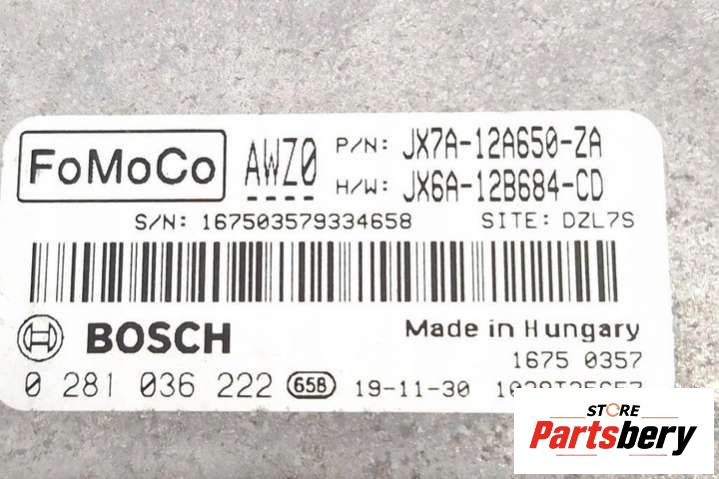 FoMoCo AWZ0 P/N: JX7A-12A650-ZA
H/W: JX6A-12B684-CD
S/N: 167503579334658 SITE: DZL7S
BOSCH Made in Hungary
1675 0357
0 281 036 222 658 19-11-30
STORE
Partsbery